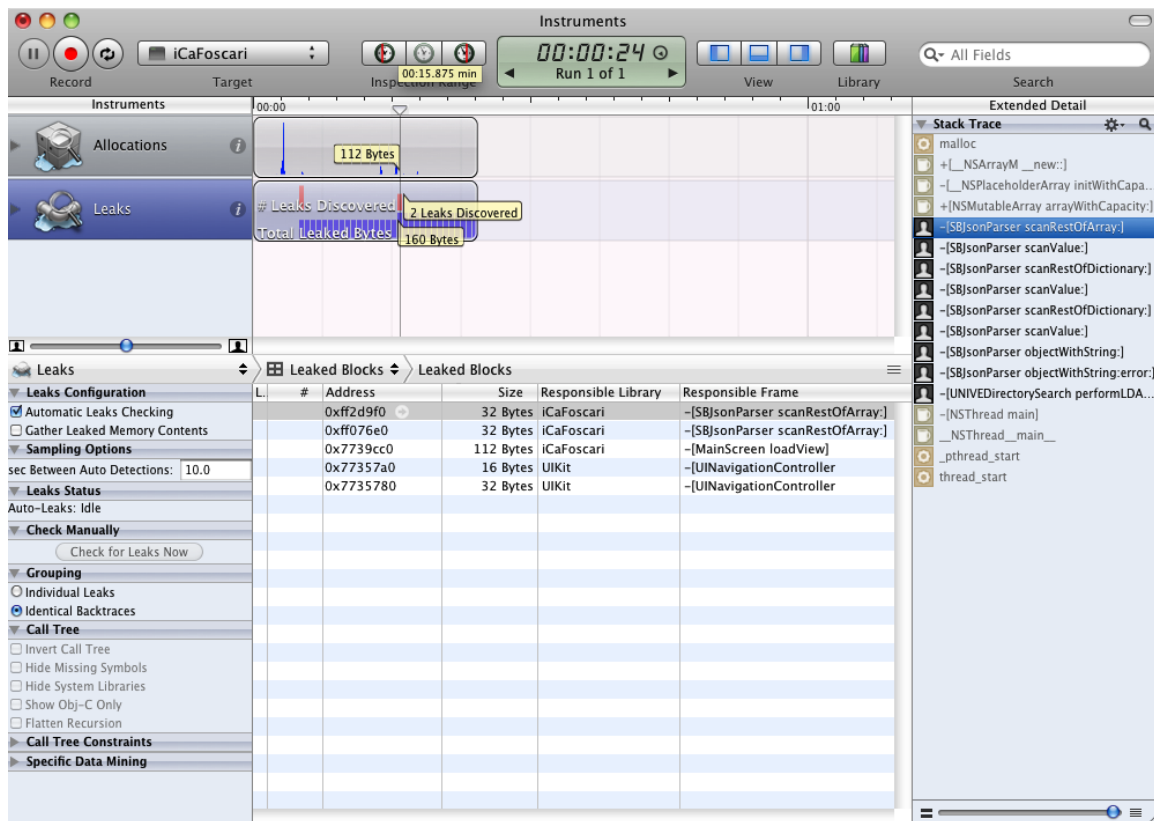 Instruments
iCaFoscari
00:00:24
Run 1 of 1
All Fields
00:15.875 min
Record
Target
Inspection Range
View
Library
Search
Instruments
00:00
01:00
Extended Detail
Allocations
112 Bytes
Leaks
# Leaks Discovered
2 Leaks Discovered
Total Leaked Bytes
160 Bytes
Stack Trace
malloc
+[__NSArrayM __new::]
-[__NSPlaceholderArray initWithCapa...
+[NSMutableArray arrayWithCapacity:]
-[SBJsonParser scanRestOfArray:]
-[SBJsonParser scanValue:]
-[SBJsonParser scanRestOfDictionary:]
-[SBJsonParser scanValue:]
-[SBJsonParser scanRestOfDictionary:]
-[SBJsonParser scanValue:]
-[SBJsonParser objectWithString:]
-[SBJsonParser objectWithString:error:]
-[UNIVEDirectorySearch performLDA...
-[NSThread main]
__NSThread__main__
_pthread_start
thread_start
Leaks
Leaked Blocks
Leaked Blocks
Leaks Configuration
Automatic Leaks Checking
Gather Leaked Memory Contents
Sampling Options
sec Between Auto Detections: 10.0
Leaks Status
Auto-Leaks: Idle
Check Manually
Check for Leaks Now
Grouping
Individual Leaks
Identical Backtraces
Call Tree
Invert Call Tree
Hide Missing Symbols
Hide System Libraries
Show Obj-C Only
Flatten Recursion
Call Tree Constraints
Specific Data Mining
L. # Address Size Responsible Library Responsible Frame
0xff2d9f0 32 Bytes iCaFoscari -[SBJsonParser scanRestOfArray:]
0xff076e0 32 Bytes iCaFoscari -[SBJsonParser scanRestOfArray:]
0x7739cc0 112 Bytes iCaFoscari -[MainScreen loadView]
0x77357a0 16 Bytes UIKit -[UINavigationController
0x7735780 32 Bytes UIKit -[UINavigationController